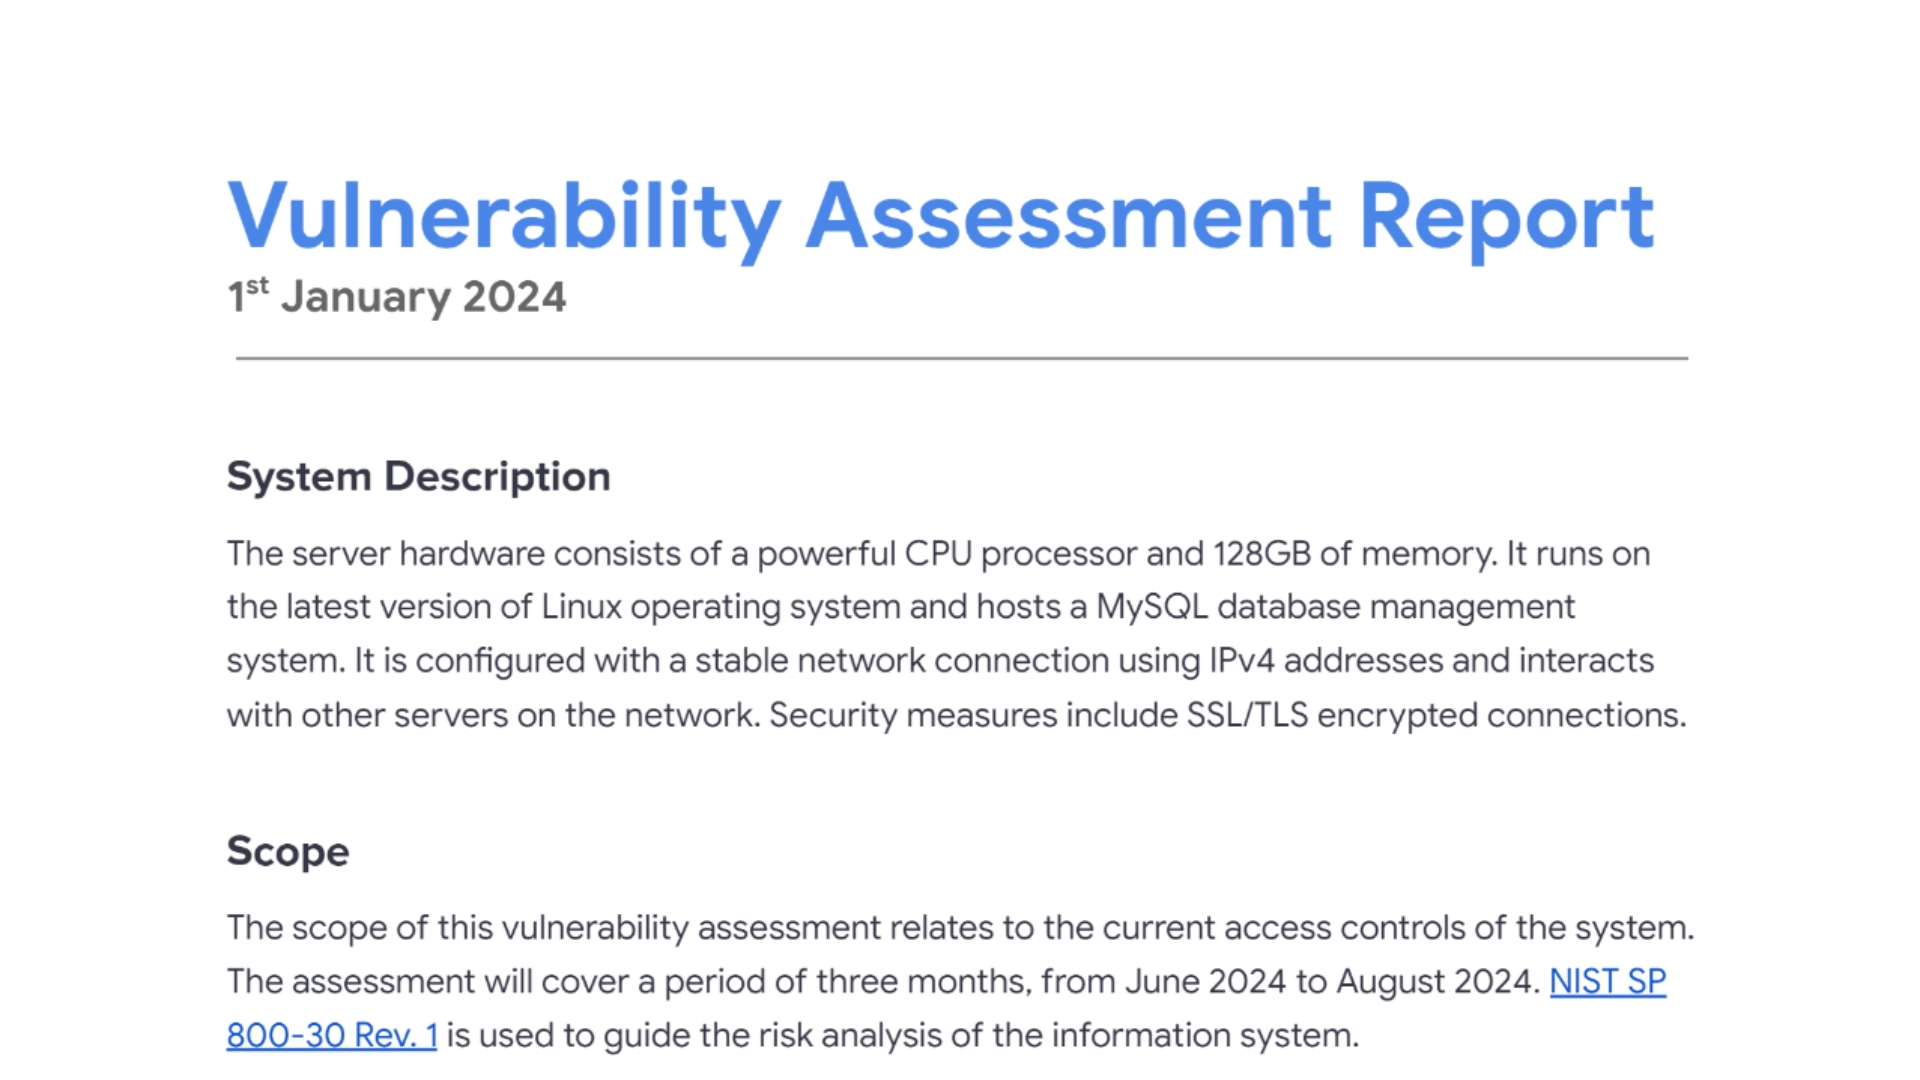 Vulnerability Assessment Report
1st January 2024
System Description
The server hardware consists of a powerful CPU processor and 128GB of memory. It runs on
the latest version of Linux operating system and hosts a MySQL database management
system. It is configured with a stable network connection using IPv4 addresses and interacts
with other servers on the network. Security measures include SSL/TLS encrypted connections.
Scope
The scope of this vulnerability assessment relates to the current access controls of the system.
The assessment will cover a period of three months, from June 2024 to August 2024. NIST SP
800-30 Rev. 1 is used to guide the risk analysis of the information system.